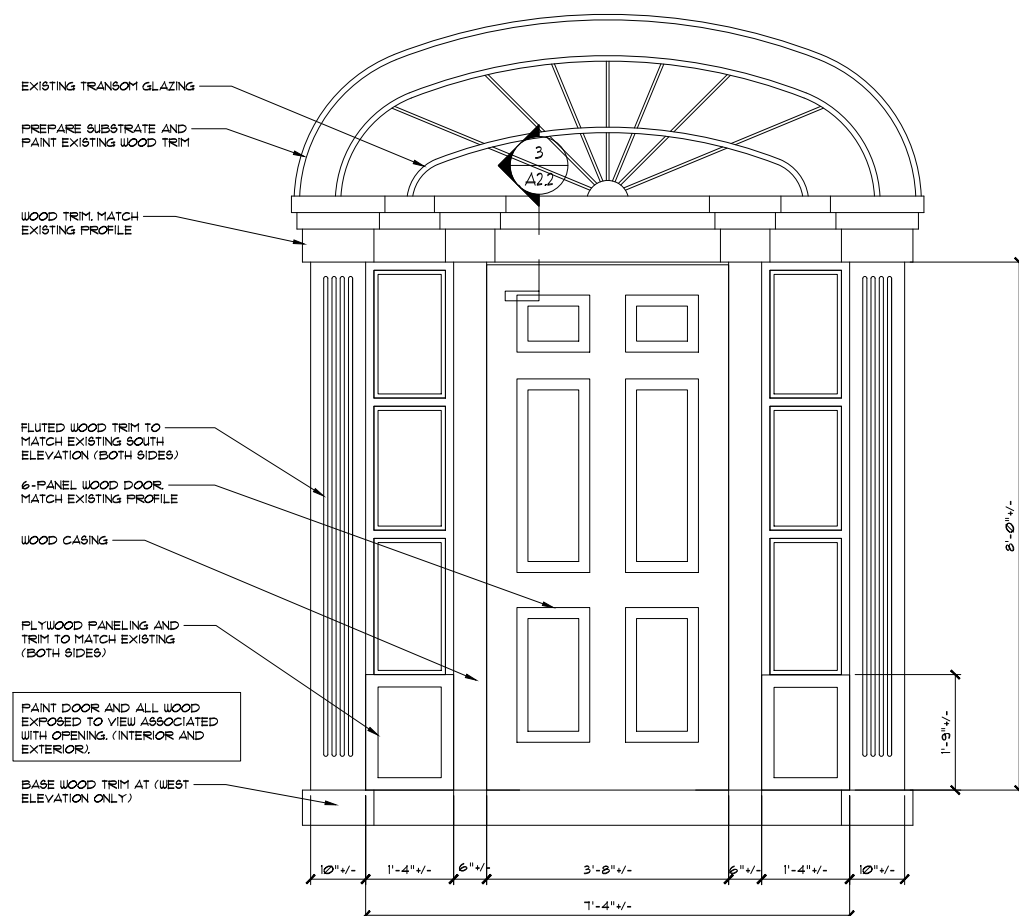 EXISTING TRANSOM GLAZING
PREPARE SUBSTRATE AND
PAINT EXISTING WOOD TRIM
3
A2.2
WOOD TRIM, MATCH
EXISTING PROFILE
FLUTED WOOD TRIM TO
MATCH EXISTING SOUTH
ELEVATION (BOTH SIDES)
6-PANEL WOOD DOOR,
MATCH EXISTING PROFILE
WOOD CASING
8'-0"+/-
PLYWOOD PANELING AND
TRIM TO MATCH EXISTING
(BOTH SIDES)
PAINT DOOR AND ALL WOOD
EXPOSED TO VIEW ASSOCIATED
WITH OPENING. (INTERIOR AND
EXTERIOR).
1'-9"+/-
BASE WOOD TRIM AT (WEST
ELEVATION ONLY)
10"+/- 1'-4"+/- 6"+/- 3'-8"+/- 6"+/- 1'-4"+/- 10"+/-
7'-4"+/-